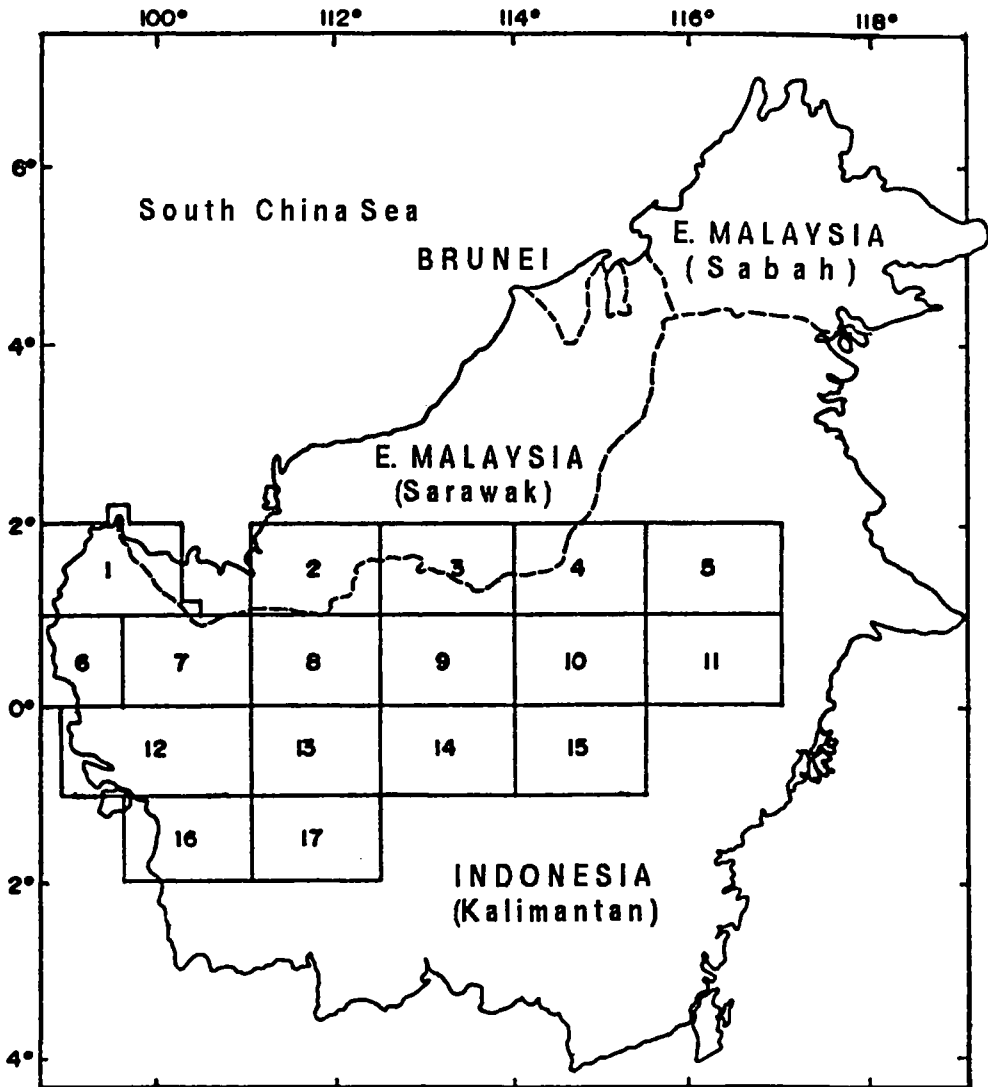 100° 112° 114° 116° 118°
6°
South China Sea
E. MALAYSIA
(Sabah)
BRUNEI
4°
E. MALAYSIA
(Sarawak)
2°
1 2 3 4 5
6 7 8 9 10 11
0°
12 13 14 15
16 17
2°
INDONESIA
(Kalimantan)
4°